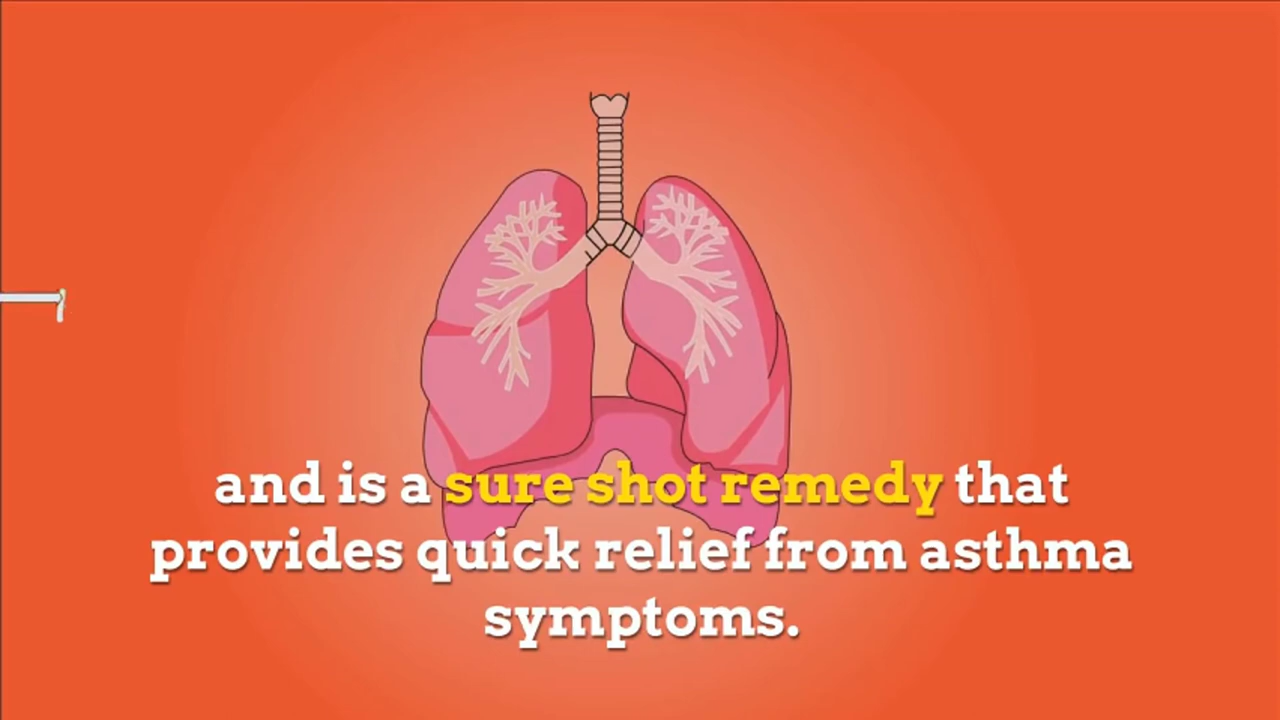 and is a sure shot remedy that
provides quick relief from asthma
symptoms.